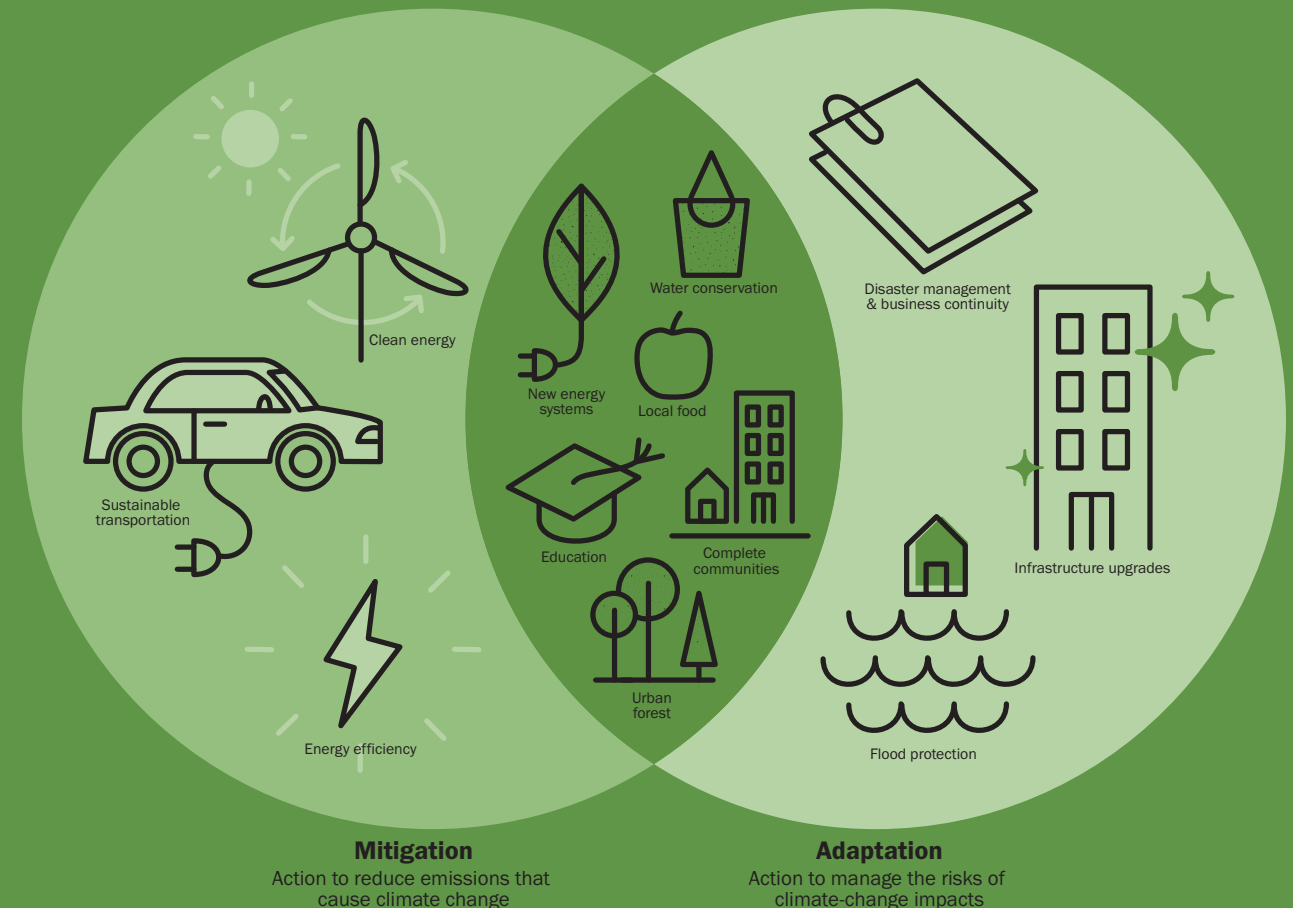 Clean energy
Sustainable
transportation
Energy efficiency
Water conservation
New energy
systems
Local food
Education
Complete
communities
Urban
forest
Disaster management
& business continuity
Infrastructure upgrades
Flood protection
Mitigation
Action to reduce emissions that
cause climate change
Adaptation
Action to manage the risks of
climate-change impacts